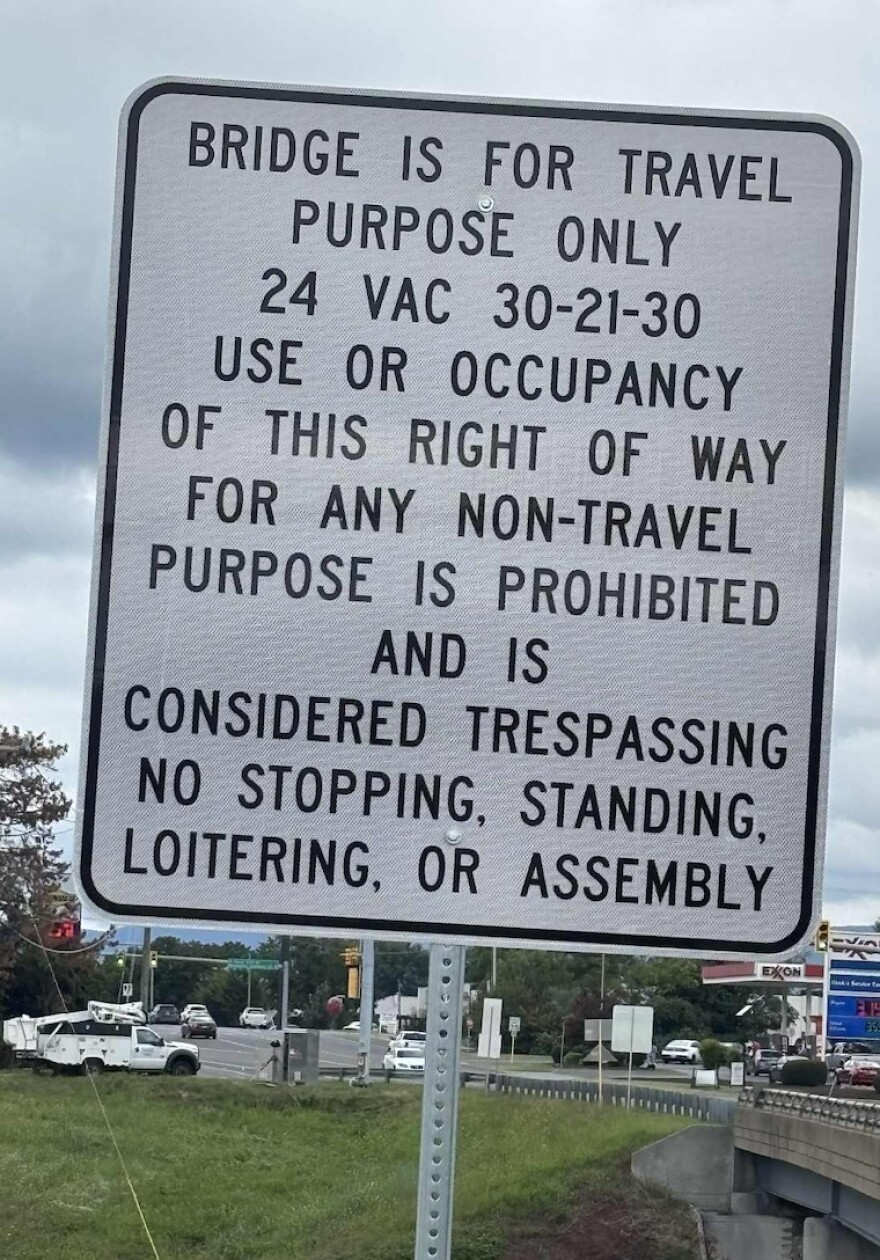 BRIDGE IS FOR TRAVEL
PURPOSE ONLY
24 VAC 30-21-30
USE OR OCCUPANCY
OF THIS RIGHT OF WAY
FOR ANY NON-TRAVEL
PURPOSE IS PROHIBITED
AND IS
CONSIDERED TRESPASSING
NO STOPPING, STANDING,
LOITERING, OR ASSEMBLY
EXXON
EXXON